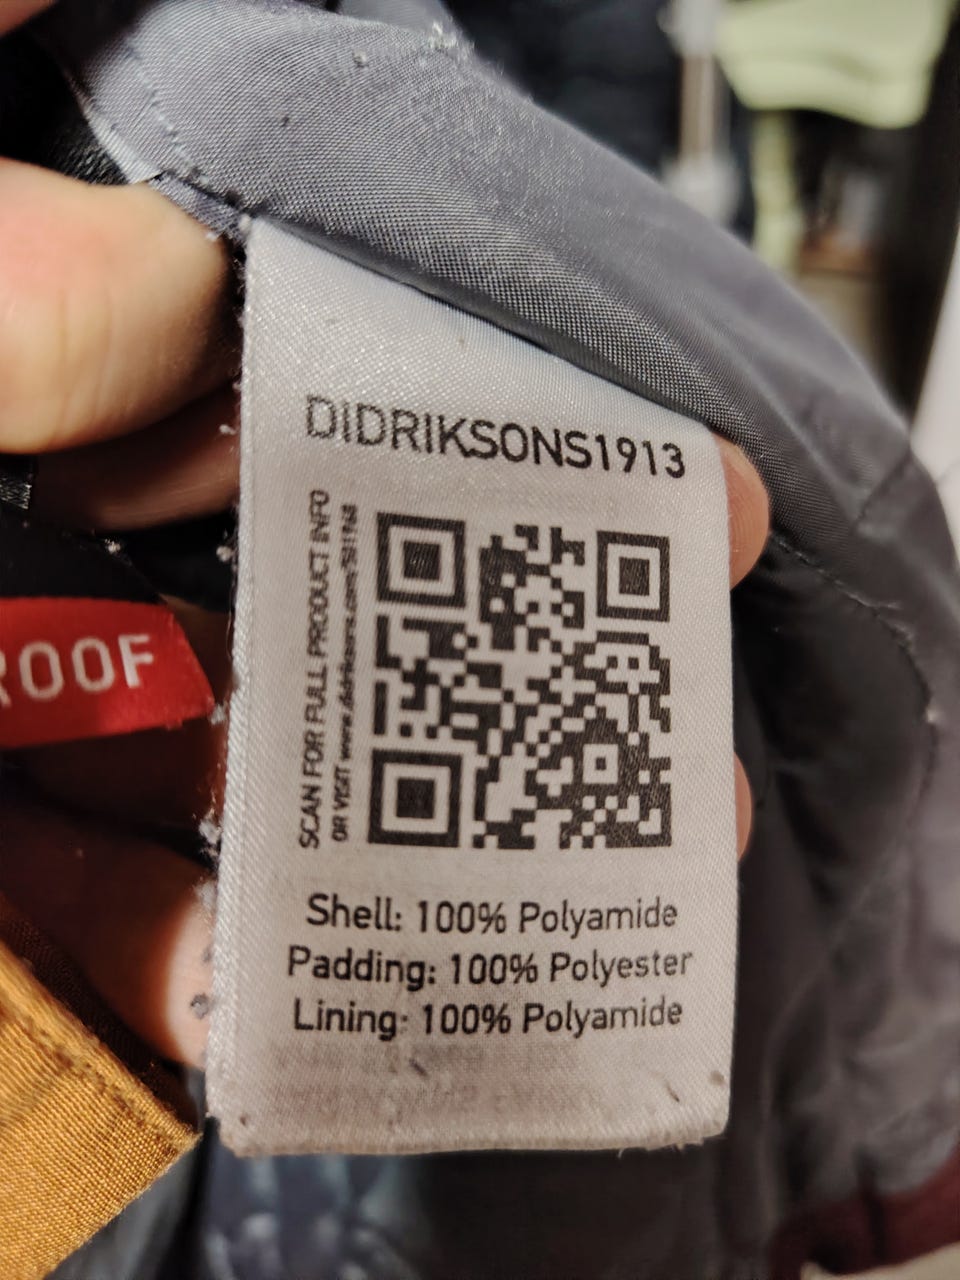 DIDRIKSONS1913
SCAN FOR FULL PRODUCT INFO
OR VISIT www.didriksons.com/501968
Shell: 100% Polyamide
Padding: 100% Polyester
Lining: 100% Polyamide
ROOF